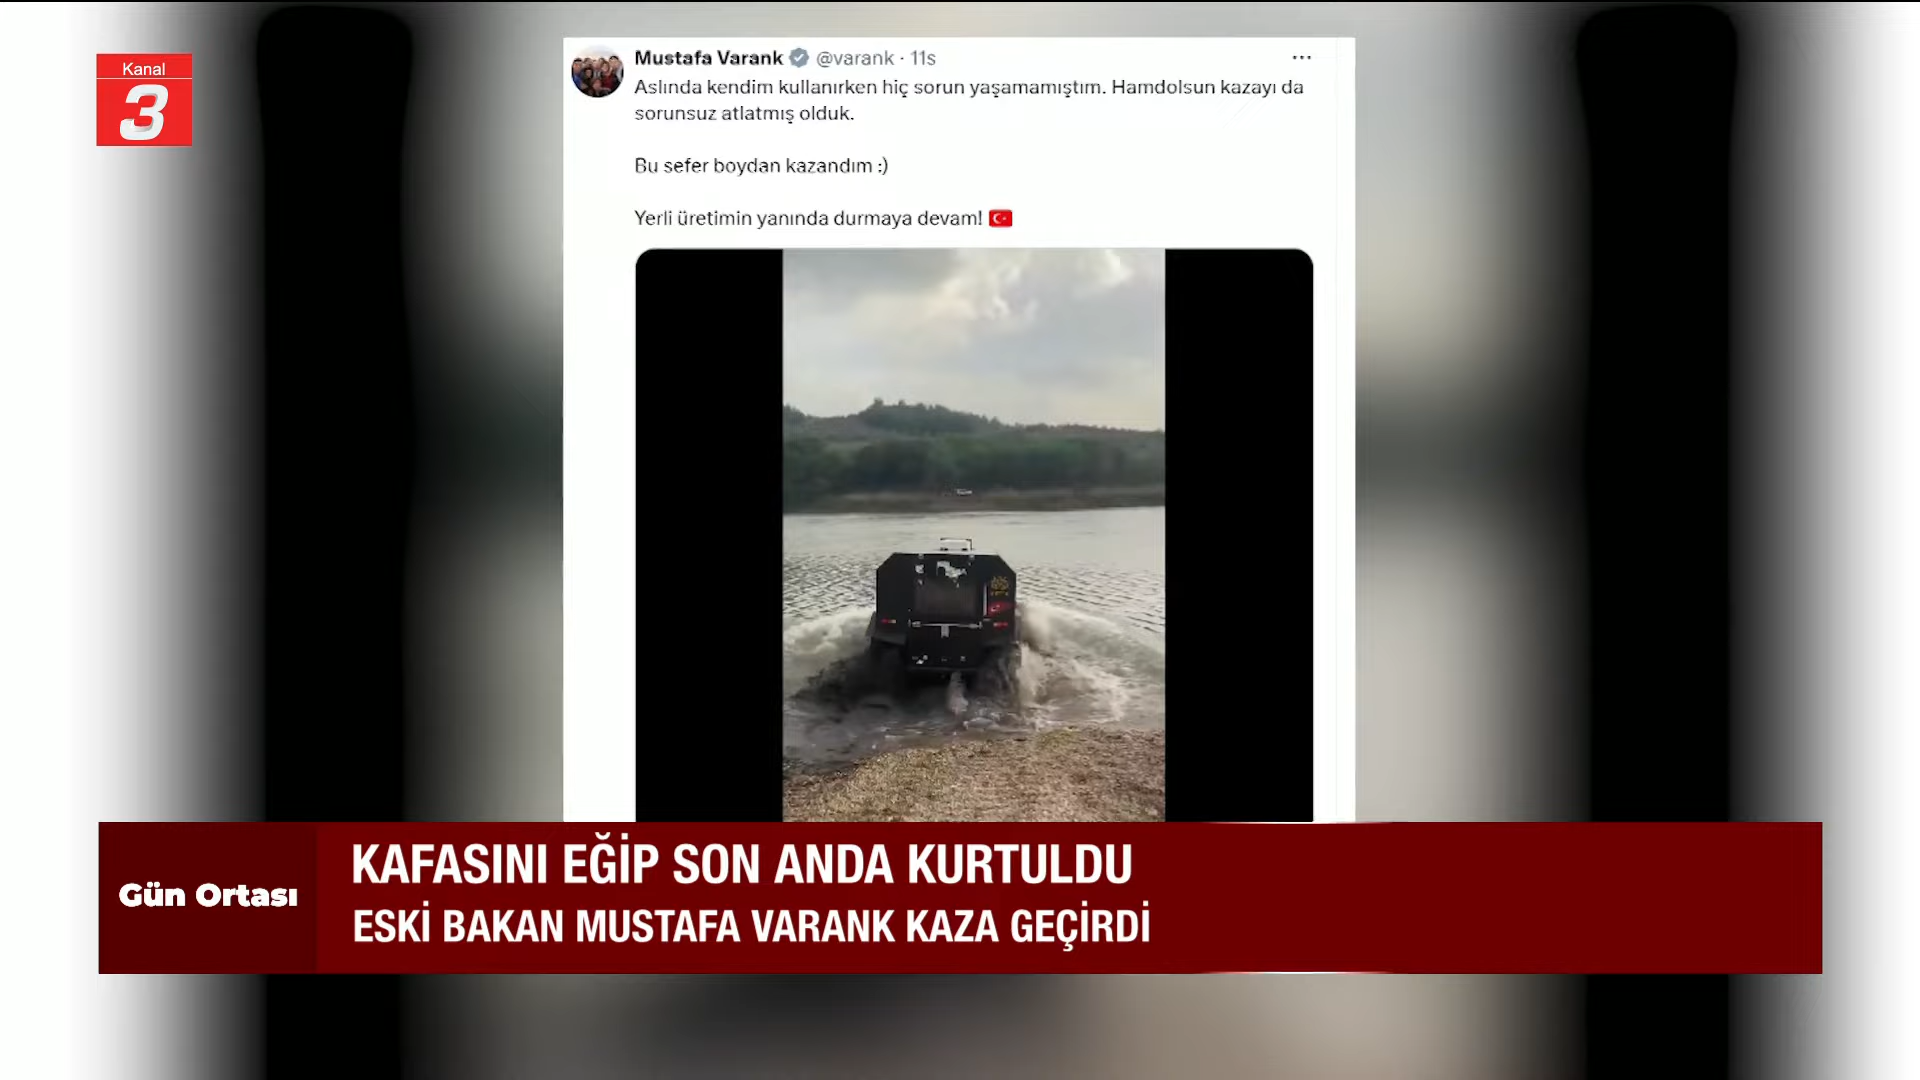 Kanal
3
Mustafa Varank @varank · 11s
Aslında kendim kullanırken hiç sorun yaşamamıştım. Hamdolsun kazayı da
sorunsuz atlatmış olduk.
Bu sefer boydan kazandım :)
Yerli üretimin yanında durmaya devam! 🇹🇷
Gün Ortası
KAFASINI EĞİP SON ANDA KURTULDU
ESKİ BAKAN MUSTAFA VARANK KAZA GEÇİRDİ